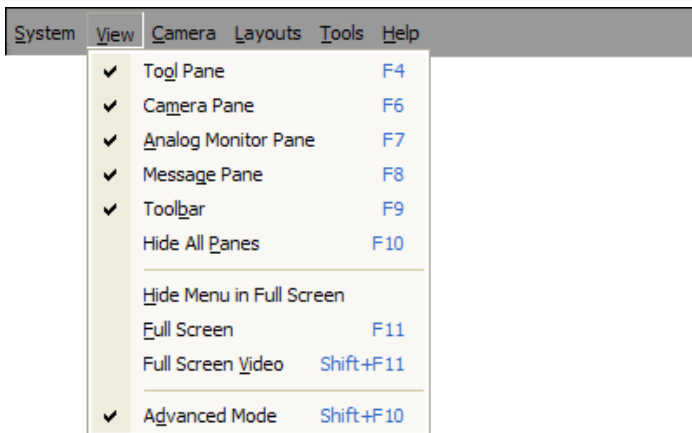 System View Camera Layouts Tools Help
Tool Pane F4
Camera Pane F6
Analog Monitor Pane F7
Message Pane F8
Toolbar F9
Hide All Panes F10
Hide Menu in Full Screen
Full Screen F11
Full Screen Video Shift+F11
Advanced Mode Shift+F10